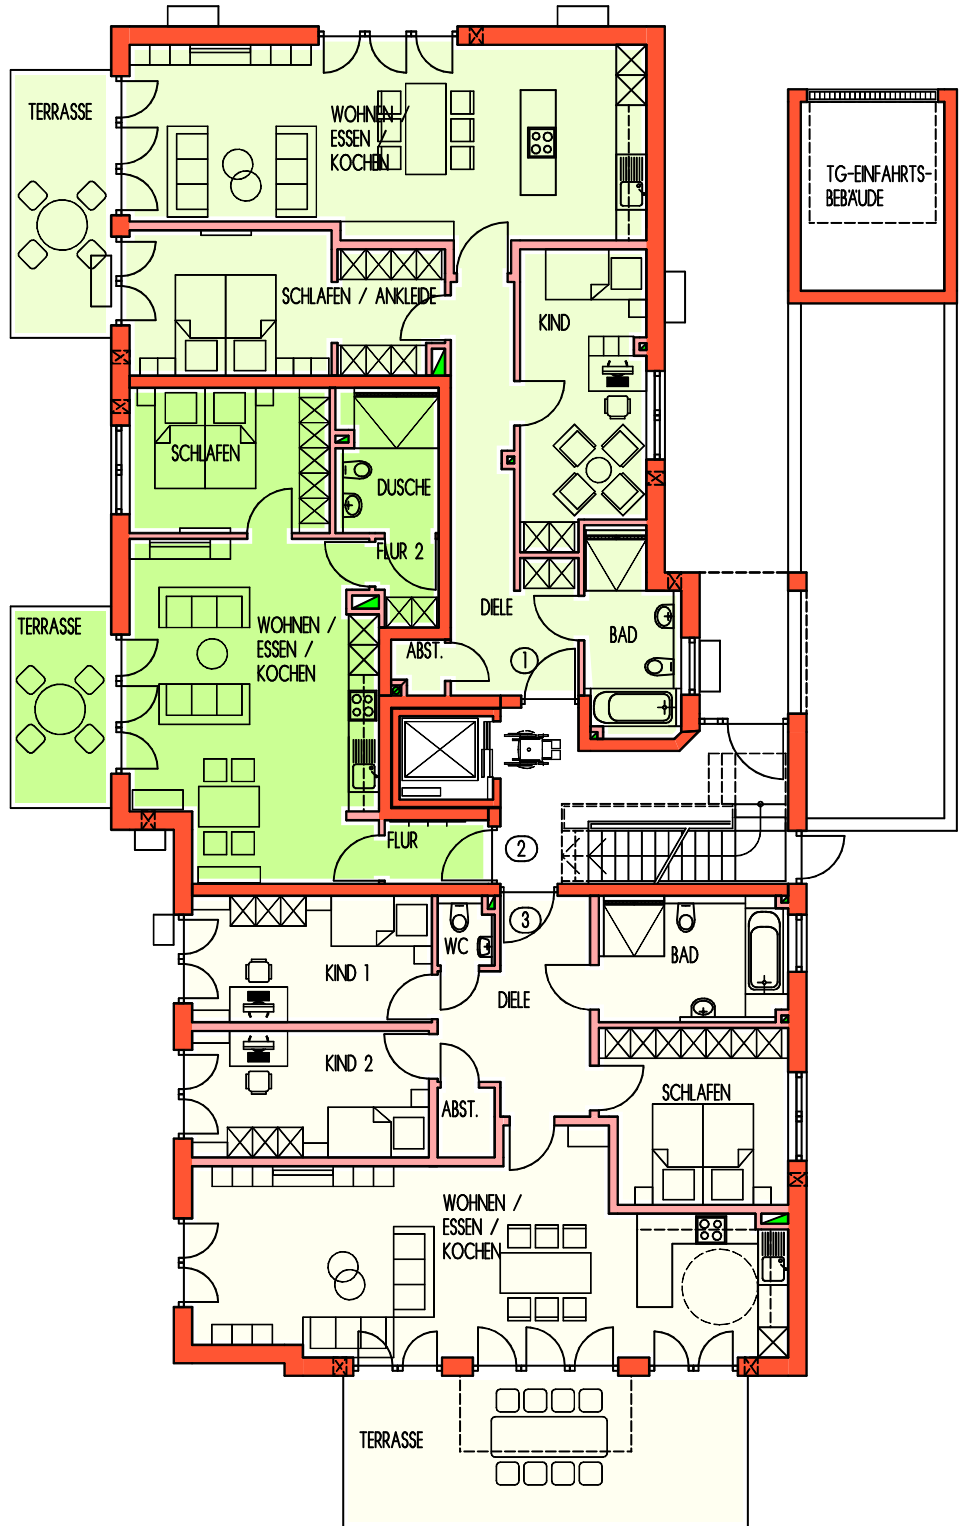 TERRASSE
WOHNEN /
ESSEN /
KOCHEN
TG-EINFAHRTS-
BEBÄUDE
SCHLAFEN / ANKLEIDE
KIND
SCHLAFEN
DUSCHE
FLUR 2
TERRASSE
WOHNEN /
ESSEN /
KOCHEN
DIELE
BAD
ABST.
1
FLUR
2
3
WC
BAD
KIND 1
DIELE
KIND 2
SCHLAFEN
ABST.
WOHNEN /
ESSEN /
KOCHEN
TERRASSE